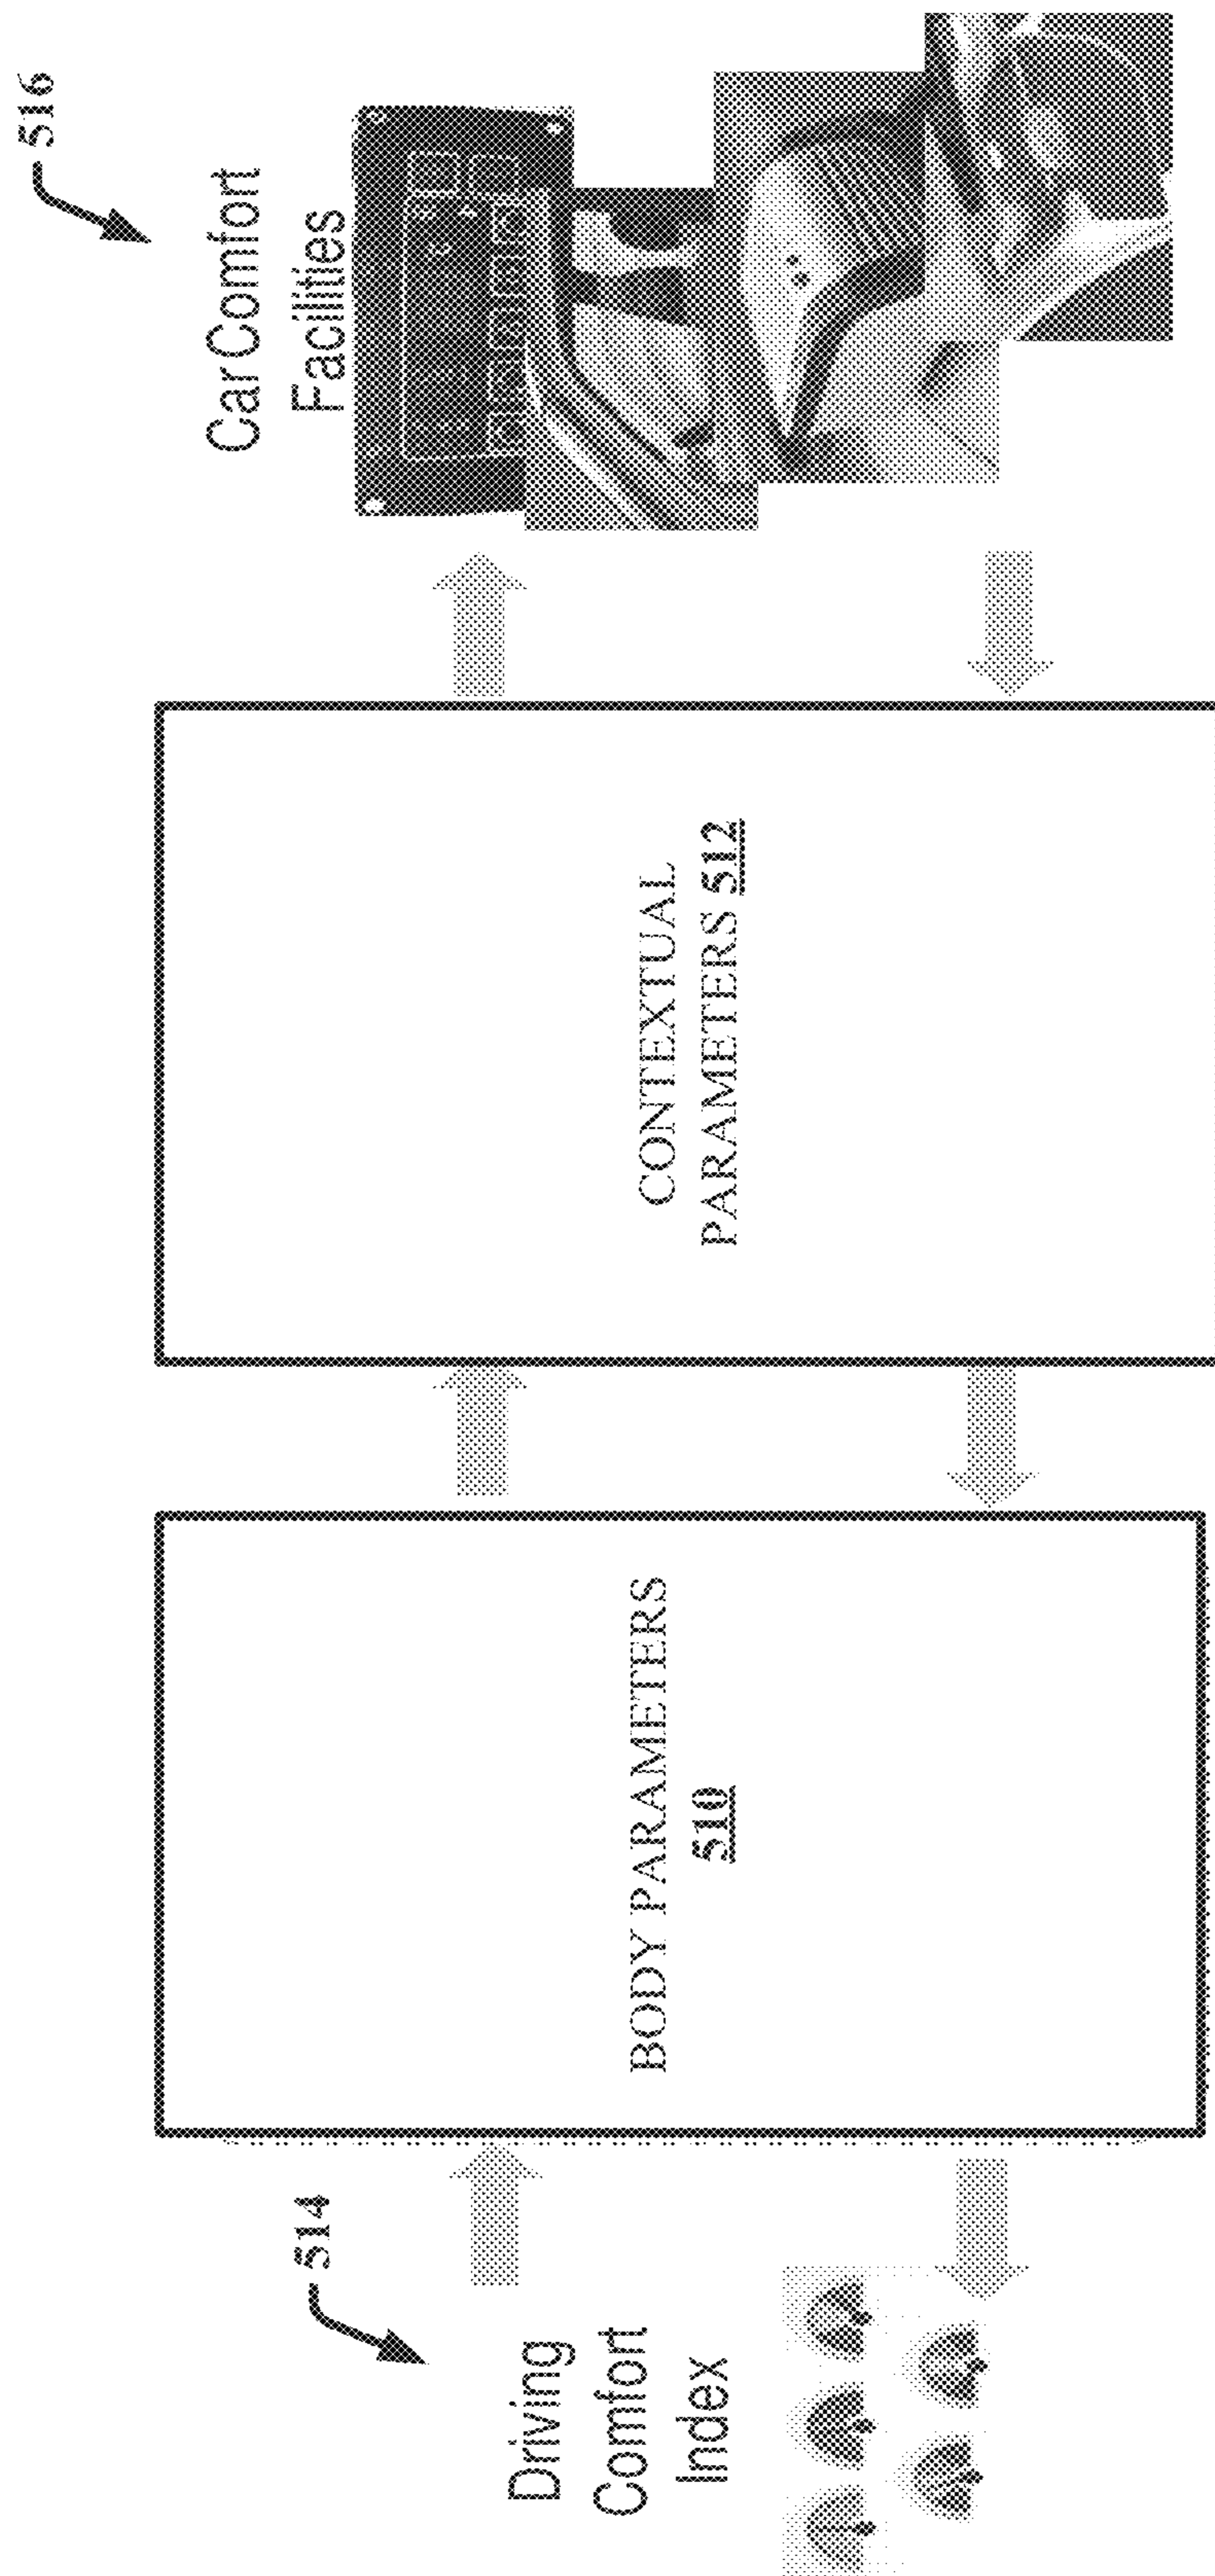 514
Driving
Comfort
Index
BODY PARAMETERS
510
CONTEXTUAL
PARAMETERS 512
516
Car Comfort
Facilities